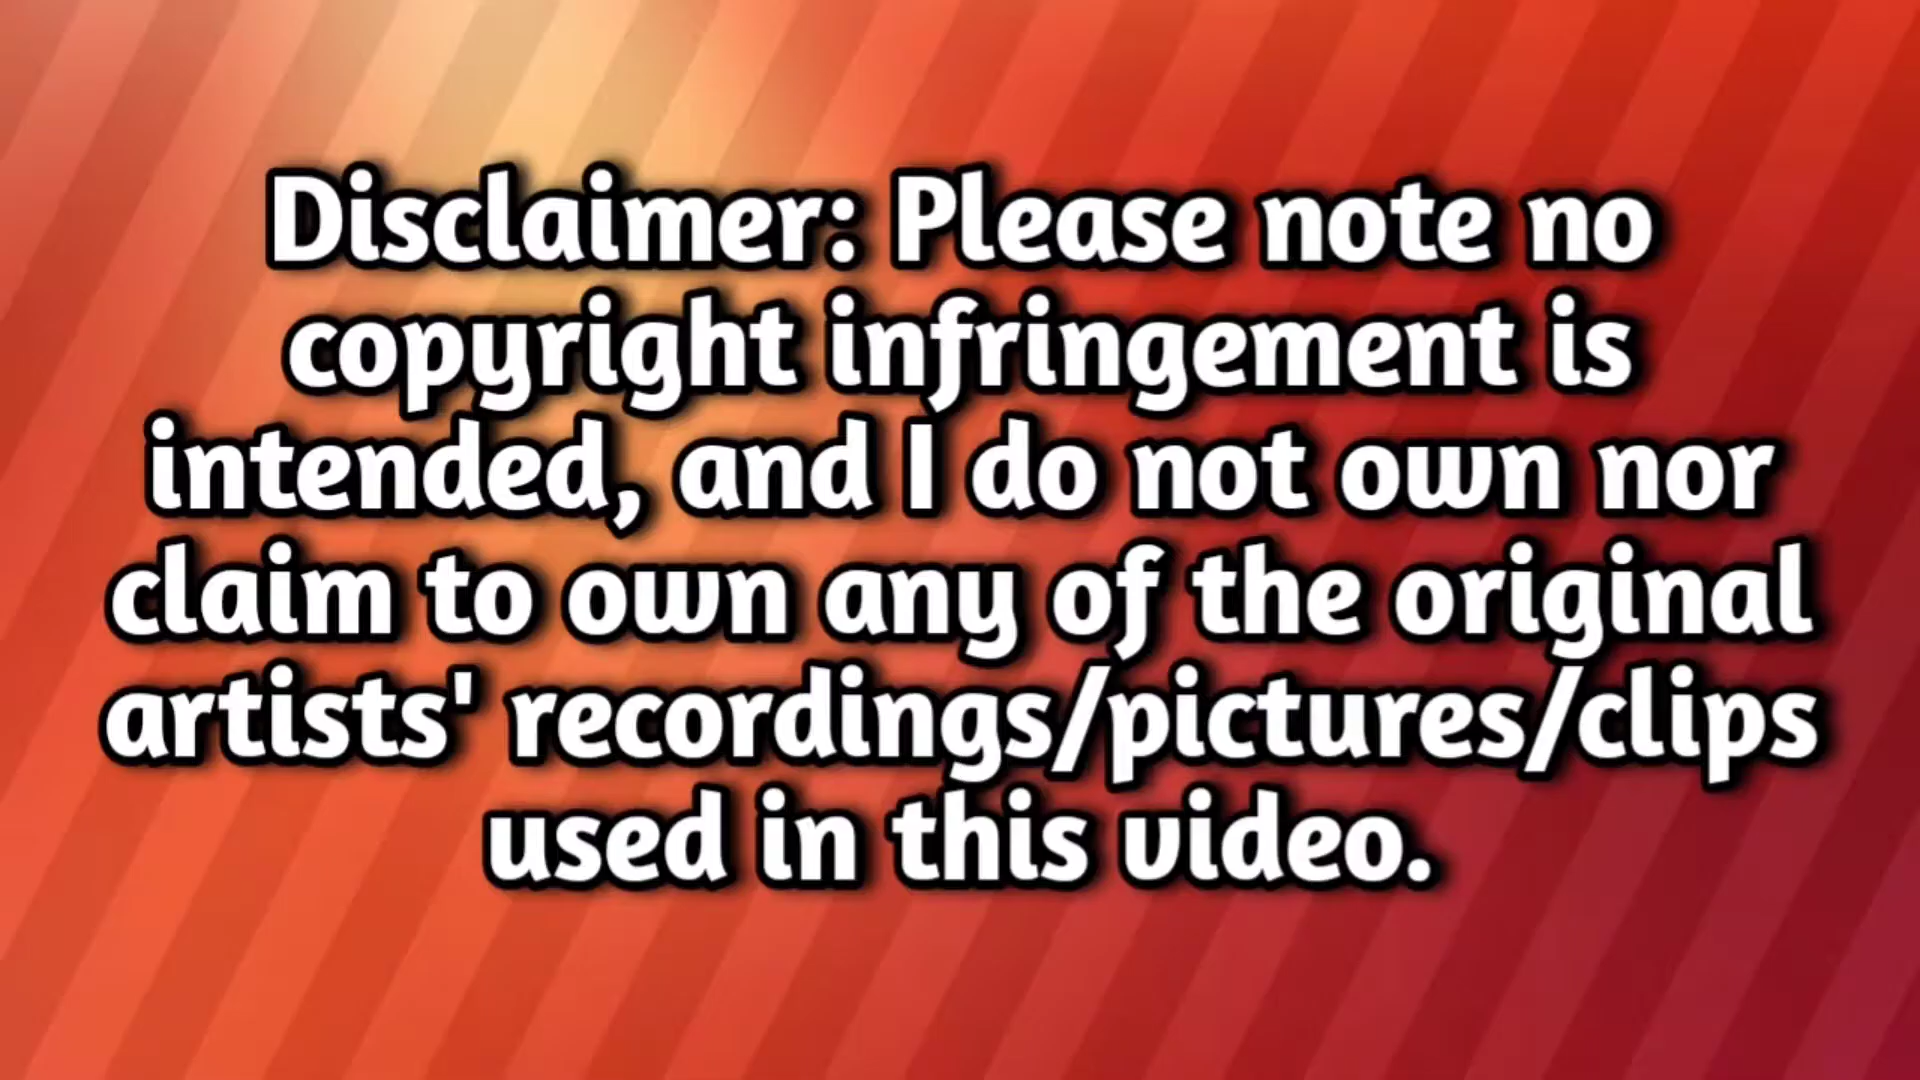 Disclaimer: Please note no
copyright infringement is
intended, and I do not own nor
claim to own any of the original
artists' recordings/pictures/clips
used in this video.